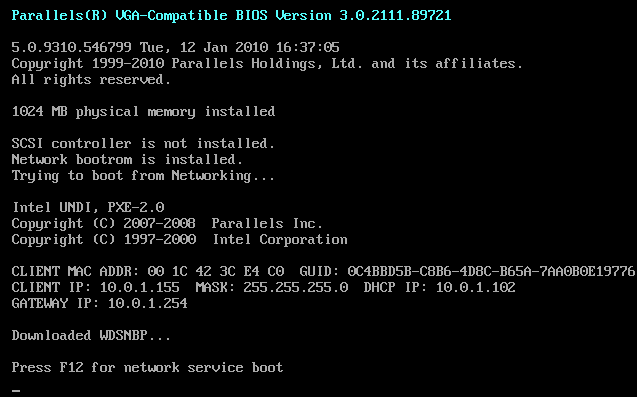 Parallels(R) VGA-Compatible BIOS Version 3.0.2111.89721
5.0.9310.546799 Tue, 12 Jan 2010 16:37:05
Copyright 1999-2010 Parallels Holdings, Ltd. and its affiliates.
All rights reserved.
1024 MB physical memory installed
SCSI controller is not installed.
Network bootrom is installed.
Trying to boot from Networking...
Intel UNDI, PXE-2.0
Copyright (C) 2007-2008  Parallels Inc.
Copyright (C) 1997-2000  Intel Corporation
CLIENT MAC ADDR: 00 1C 42 3C E4 C0  GUID: 0C4BBD5B-C8B6-4D8C-B65A-7AA0B0E19776
CLIENT IP: 10.0.1.155  MASK: 255.255.255.0  DHCP IP: 10.0.1.102
GATEWAY IP: 10.0.1.254
Downloaded WDSNBP...
Press F12 for network service boot
_